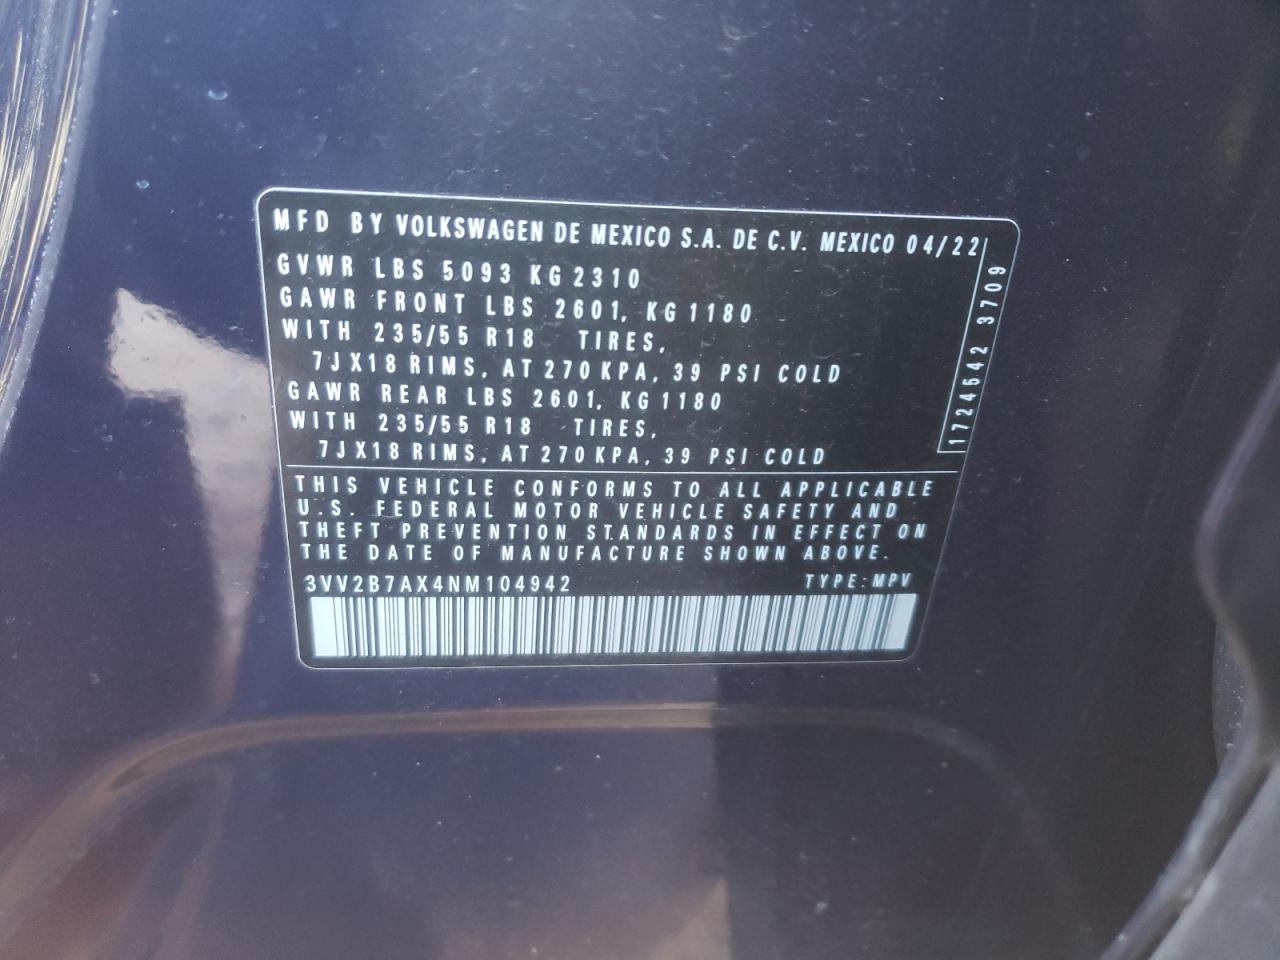 MFD BY VOLKSWAGEN DE MEXICO S.A. DE C.V. MEXICO 04/22
GVWR LBS 5093 KG 2310
GAWR FRONT LBS 2601, KG 1180
WITH 235/55 R18 TIRES,
7JX18 RIMS, AT 270 KPA, 39 PSI COLD
GAWR REAR LBS 2601, KG 1180
WITH 235/55 R18 TIRES,
7JX18 RIMS, AT 270 KPA, 39 PSI COLD
1724642 3709
THIS VEHICLE CONFORMS TO ALL APPLICABLE
U.S. FEDERAL MOTOR VEHICLE SAFETY AND
THEFT PREVENTION STANDARDS IN EFFECT ON
THE DATE OF MANUFACTURE SHOWN ABOVE.
3VV2B7AX4NM104942 TYPE: MPV